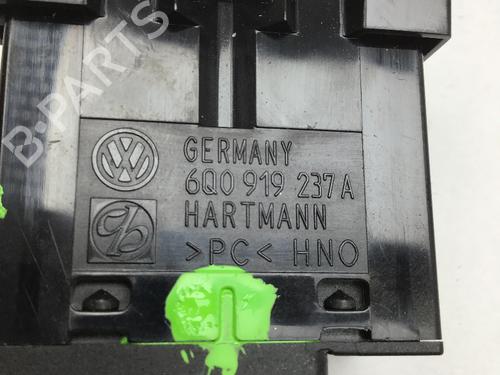 B-PARTS
GERMANY
6Q0 919 237 A
HARTMANN
>PC< HNO